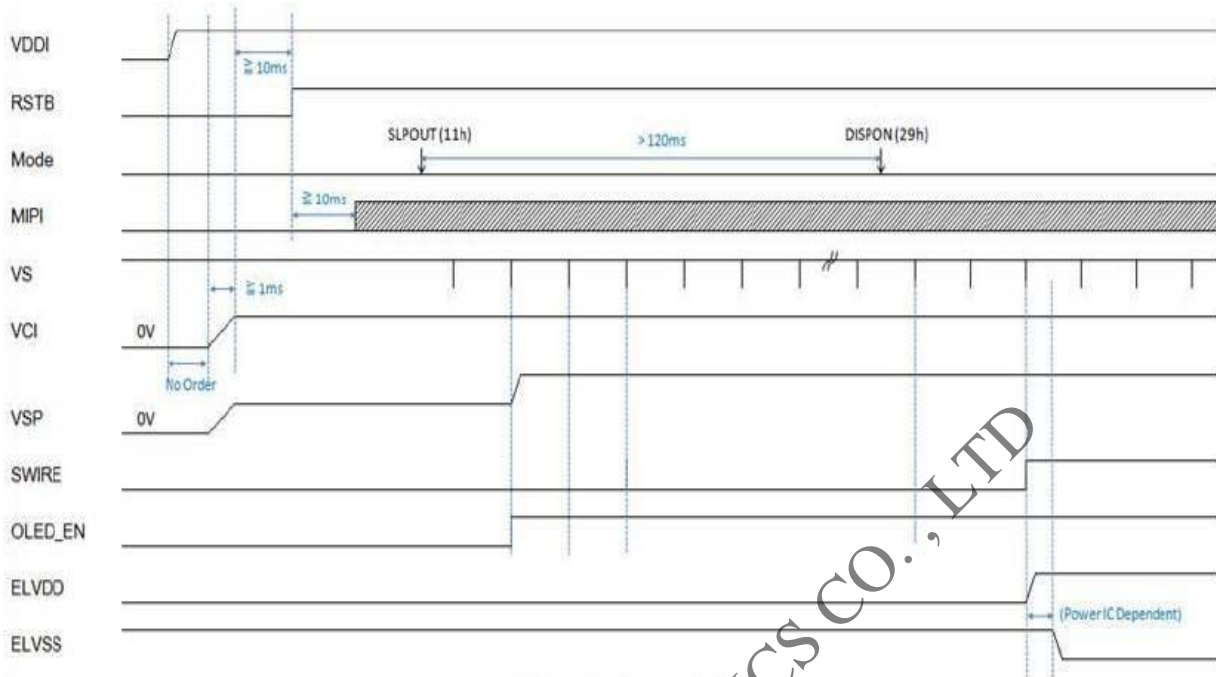 VDDI
≧ 10ms
RSTB
SLPOUT (11h)
> 120ms
DISPON (29h)
Mode
≧ 10ms
MIPI
VS
≧ 1ms
VCI
0V
No Order
VSP
0V
SWIRE
OLED_EN
ELVDD
(Power IC Dependent)
ELVSS
CS CO., LTD